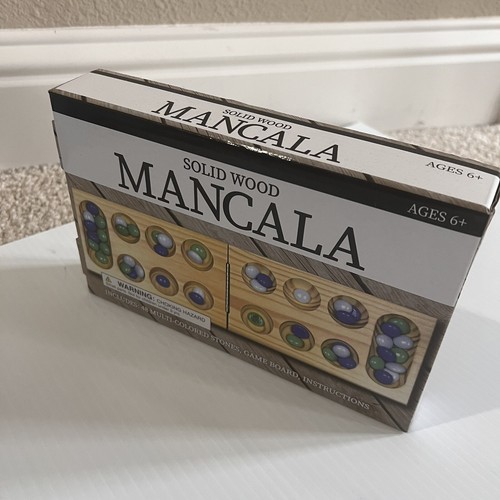 SOLID WOOD
MANCALA
AGES 6+
SOLID WOOD
MANCALA
AGES 6+
WARNING: CHOKING HAZARD
INCLUDES: 48 MULTI-COLORED STONES, GAME BOARD, INSTRUCTIONS